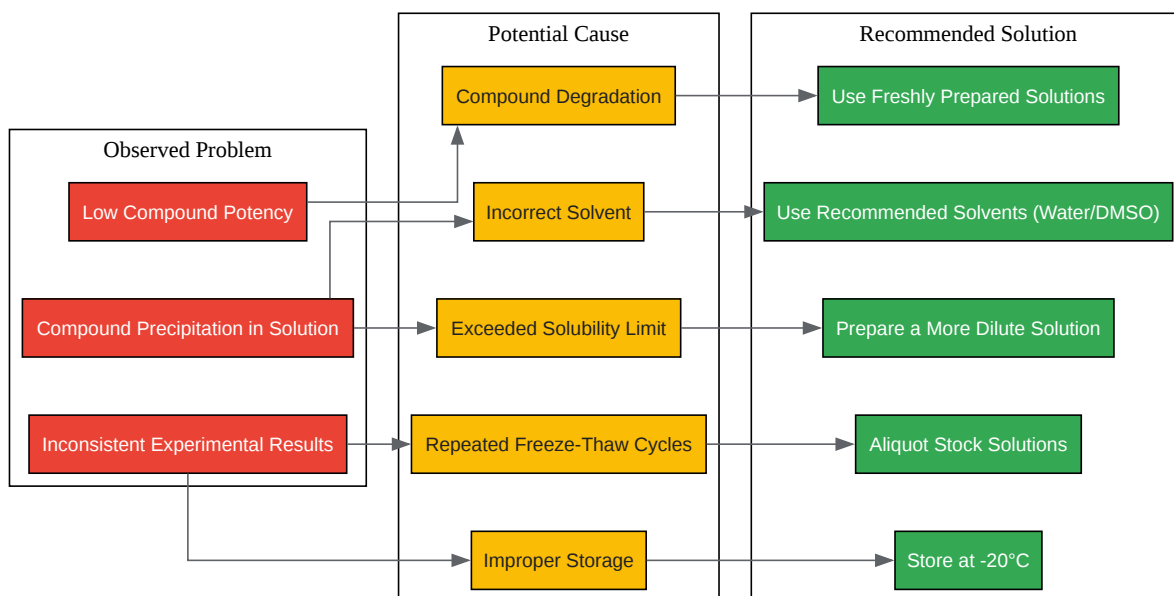 Observed Problem
Low Compound Potency
Compound Precipitation in Solution
Inconsistent Experimental Results
Potential Cause
Compound Degradation
Incorrect Solvent
Exceeded Solubility Limit
Repeated Freeze-Thaw Cycles
Improper Storage
Recommended Solution
Use Freshly Prepared Solutions
Use Recommended Solvents (Water/DMSO)
Prepare a More Dilute Solution
Aliquot Stock Solutions
Store at -20°C